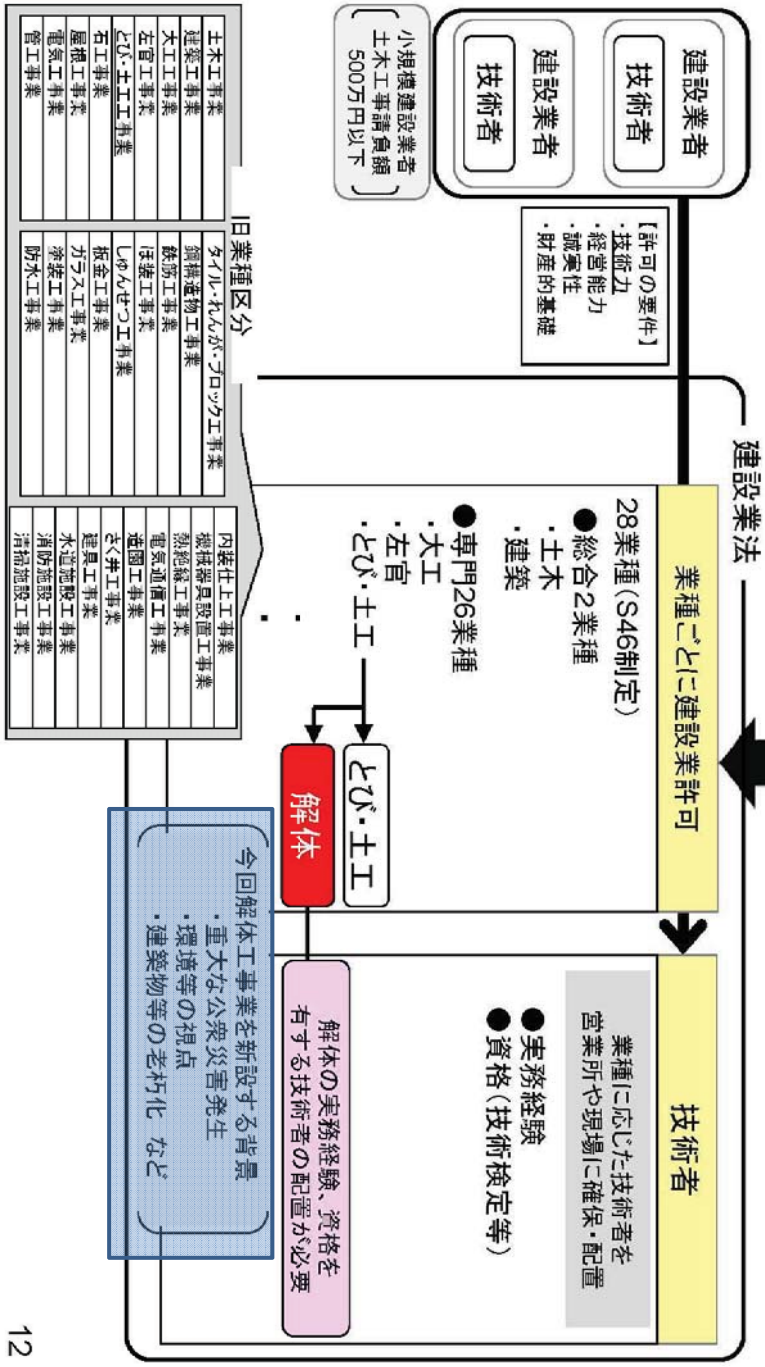 建設業法
建設業者
技術者
建設業者
技術者
小規模建設業者
土木工事請負額
500万円以下
【許可の要件】
・技術力
・経営能力
・誠実性
・財産的基礎
業種ごとに建設業許可
28業種(S46制定)
●総合2業種
・土木
・建築
●専門26業種
・大工
・左官
・とび・土工
・
・
とび・土工
解体
技術者
業種に応じた技術者を
営業所や現場に確保・配置
●実務経験
●資格(技術検定等)
解体の実務経験、資格を
有する技術者の配置が必要
今回解体工事業を新設する背景
・重大な公衆災害発生
・環境等の視点
・建築物等の老朽化 など
旧業種区分
土木工事業
建築工事業
大工工事業
左官工事業
とび・土工工事業
石工事業
屋根工事業
電気工事業
管工事業
タイル・れんが・ブロック工事業
鋼構造物工事業
鉄筋工事業
ほ装工事業
しゅんせつ工事業
板金工事業
ガラス工事業
塗装工事業
防水工事業
内装仕上工事業
機械器具設置工事業
熱絶縁工事業
電気通信工事業
造園工事業
さく井工事業
建具工事業
水道施設工事業
消防施設工事業
清掃施設工事業
12